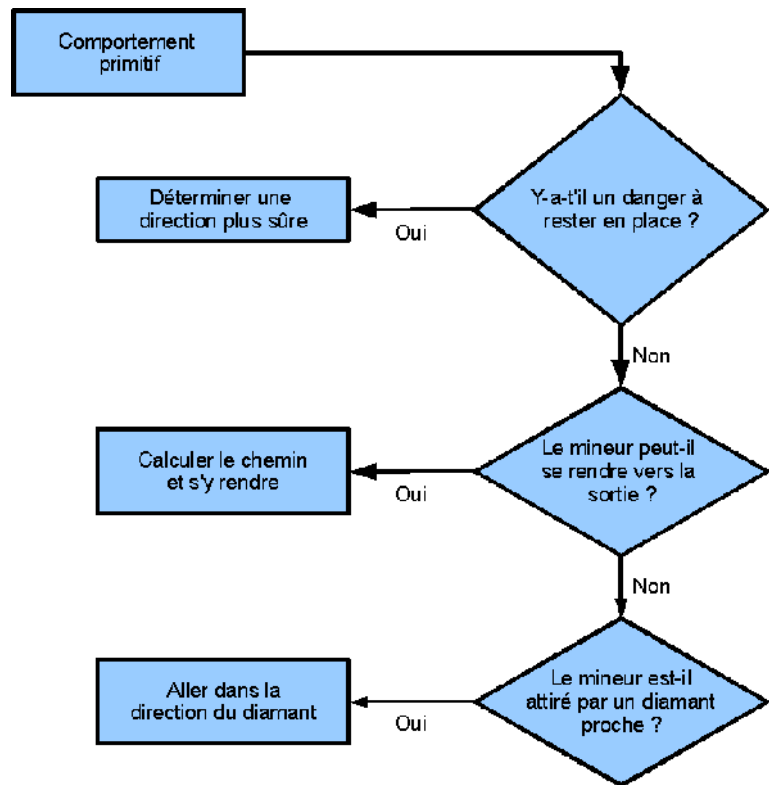 Comportement
primitif
Y-a-t'il un danger à
rester en place ?
Déterminer une
direction plus sûre
Oui
Non
Le mineur peut-il
se rendre vers la
sortie ?
Calculer le chemin
et s'y rendre
Oui
Non
Le mineur est-il
attiré par un diamant
proche ?
Aller dans la
direction du diamant
Oui